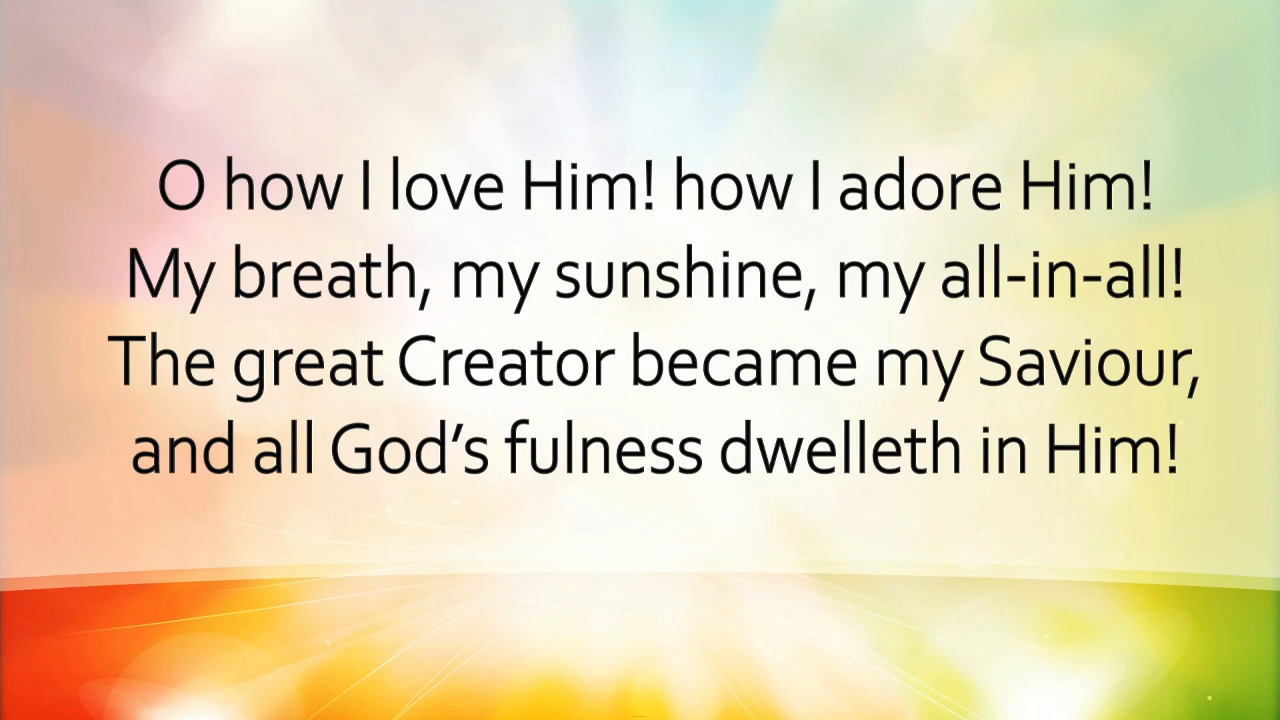 O how I love Him! how I adore Him!
My breath, my sunshine, my all-in-all!
The great Creator became my Saviour,
and all God’s fulness dwelleth in Him!